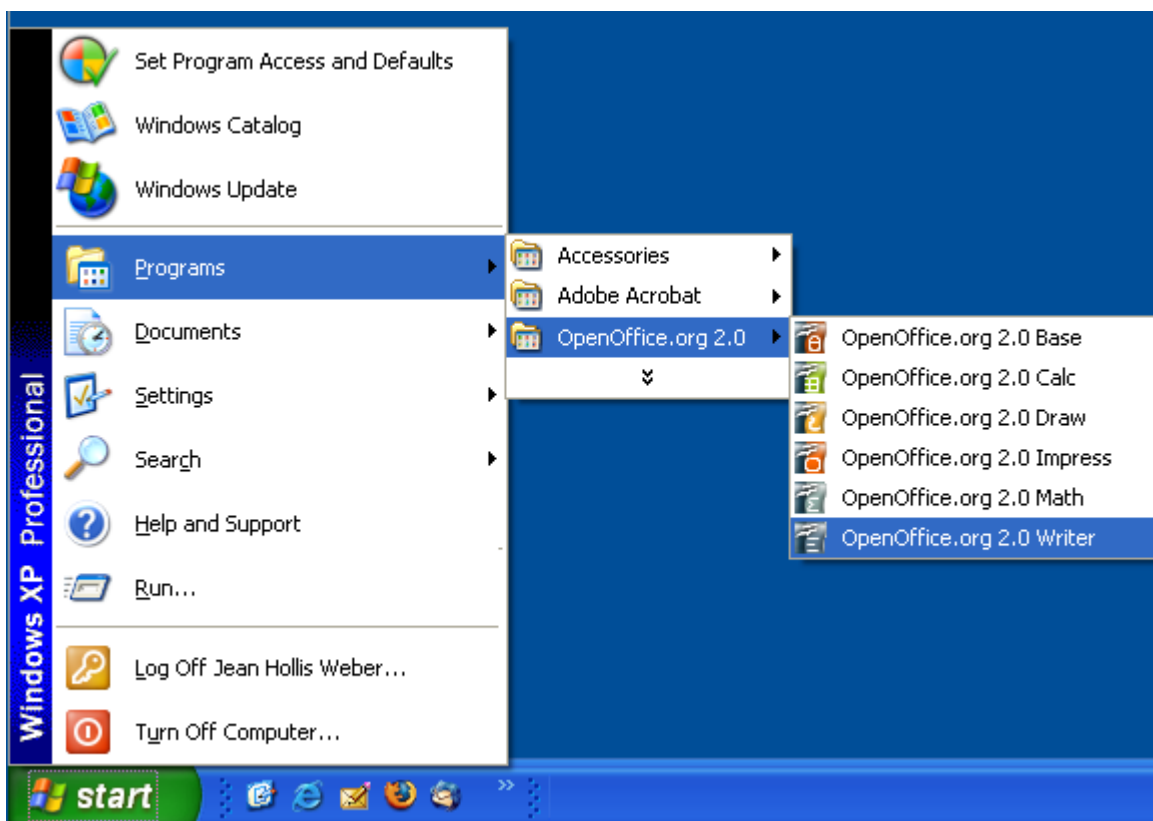 Set Program Access and Defaults
Windows Catalog
Windows Update
Programs
Documents
Settings
Search
Help and Support
Run...
Log Off Jean Hollis Weber...
Turn Off Computer...
Windows XP Professional
Accessories
Adobe Acrobat
OpenOffice.org 2.0
OpenOffice.org 2.0 Base
OpenOffice.org 2.0 Calc
OpenOffice.org 2.0 Draw
OpenOffice.org 2.0 Impress
OpenOffice.org 2.0 Math
OpenOffice.org 2.0 Writer
start